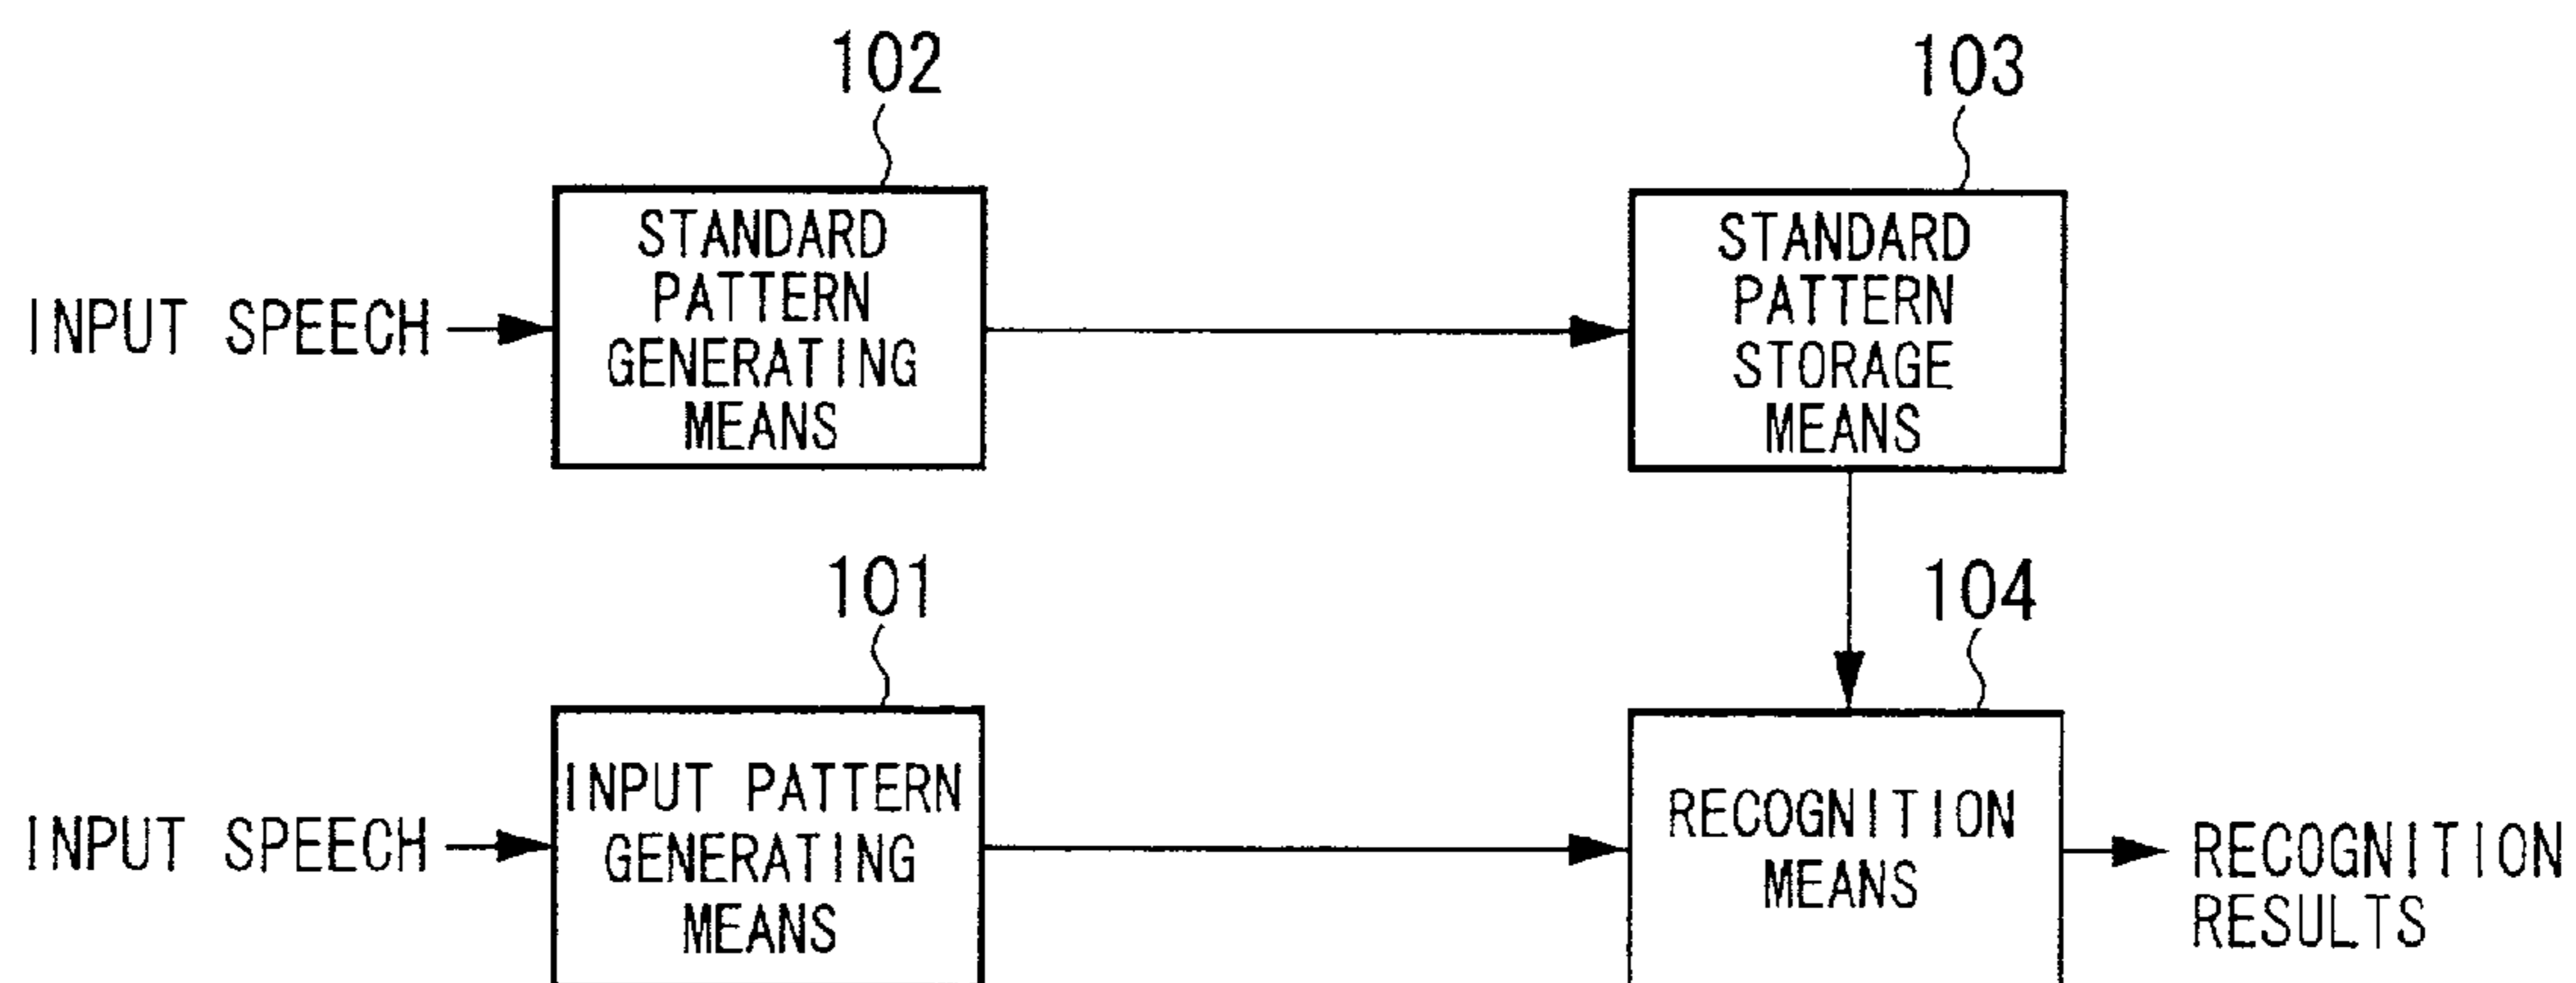 102
103
STANDARD
PATTERN
GENERATING
MEANS
STANDARD
PATTERN
STORAGE
MEANS
INPUT SPEECH
101
104
INPUT PATTERN
GENERATING
MEANS
RECOGNITION
MEANS
INPUT SPEECH
RECOGNITION
RESULTS